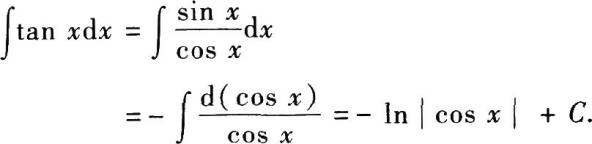 ∫tan xdx = ∫ sin x/cos x dx
= − ∫ d(cos x)/cos x = − ln | cos x | + C.